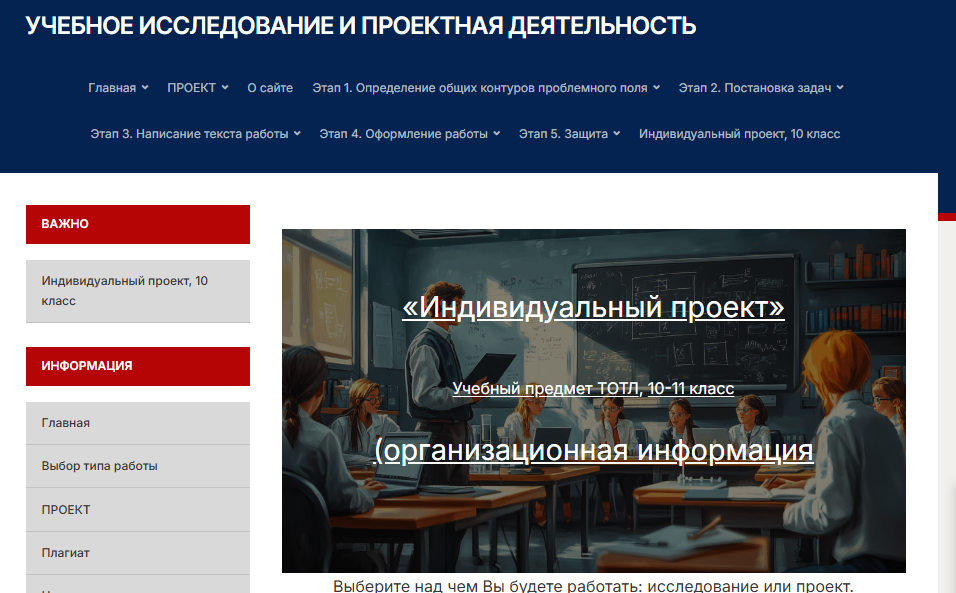 УЧЕБНОЕ ИССЛЕДОВАНИЕ И ПРОЕКТНАЯ ДЕЯТЕЛЬНОСТЬ
Главная ПРОЕКТ О сайте Этап 1. Определение общих контуров проблемного поля Этап 2. Постановка задач
Этап 3. Написание текста работы Этап 4. Оформление работы Этап 5. Защита Индивидуальный проект, 10 класс
ВАЖНО
Индивидуальный проект, 10
класс
ИНФОРМАЦИЯ
Главная
Выбор типа работы
ПРОЕКТ
Плагиат
«Индивидуальный проект»
Учебный предмет ТОТЛ, 10-11 класс
(организационная информация
Выберите над чем Вы будете работать: исследование или проект.